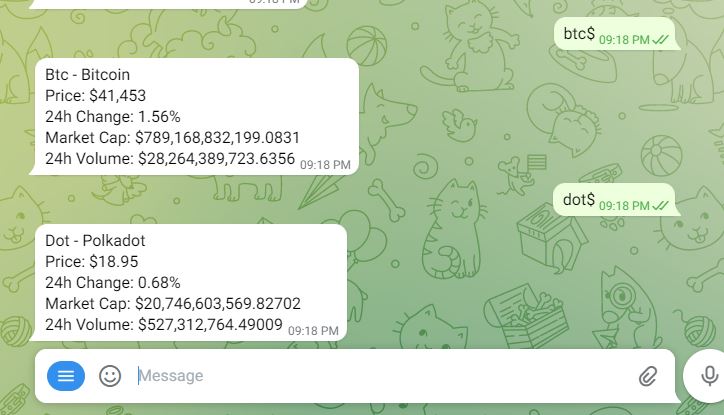 09:18 PM
btc$ 09:18 PM
Btc - Bitcoin
Price: $41,453
24h Change: 1.56%
Market Cap: $789,168,832,199.0831
24h Volume: $28,264,389,723.6356 09:18 PM
dot$ 09:18 PM
Dot - Polkadot
Price: $18.95
24h Change: 0.68%
Market Cap: $20,746,603,569.82702
24h Volume: $527,312,764.49009 09:18 PM
Message